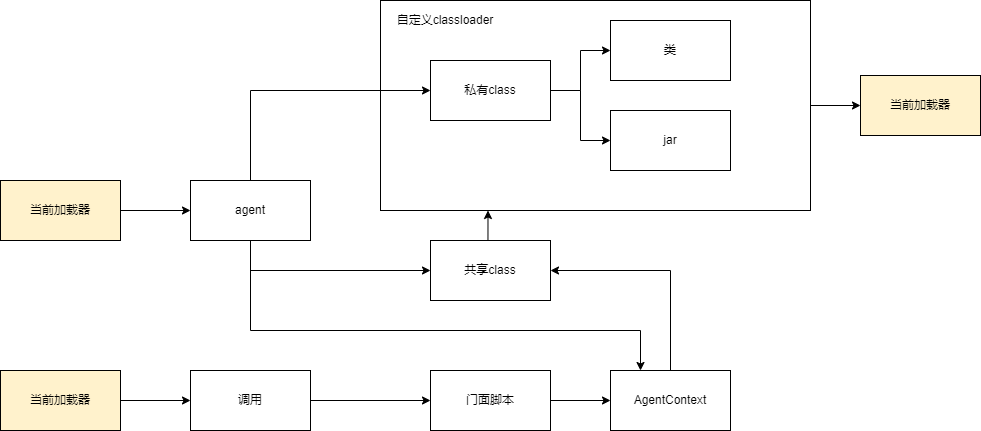 自定义classloader
类
私有class
当前加载器
jar
当前加载器
agent
共享class
当前加载器
调用
门面脚本
AgentContext